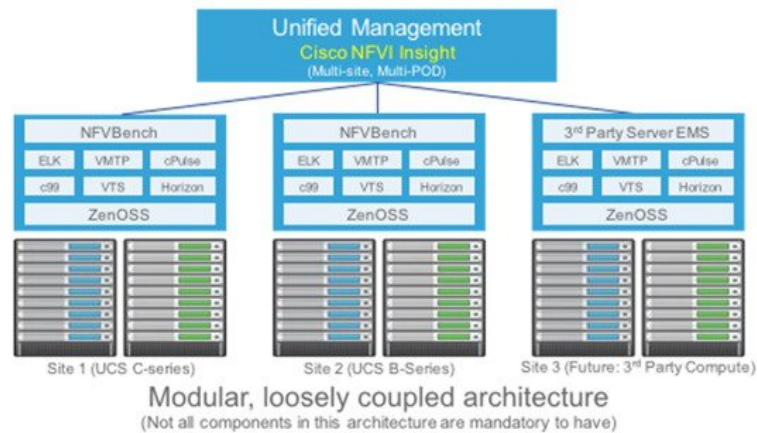 Unified Management
Cisco NFVI Insight
(Multi-site, Multi-POD)
NFVBench
ELK VMTP cPulse
c99 VTS Horizon
ZenOSS
NFVBench
ELK VMTP cPulse
c99 VTS Horizon
ZenOSS
3rd Party Server EMS
ELK VMTP cPulse
c99 VTS Horizon
ZenOSS
Site 1 (UCS C-series)
Site 2 (UCS B-Series)
Site 3 (Future: 3rd Party Compute)
Modular, loosely coupled architecture
(Not all components in this architecture are mandatory to have)